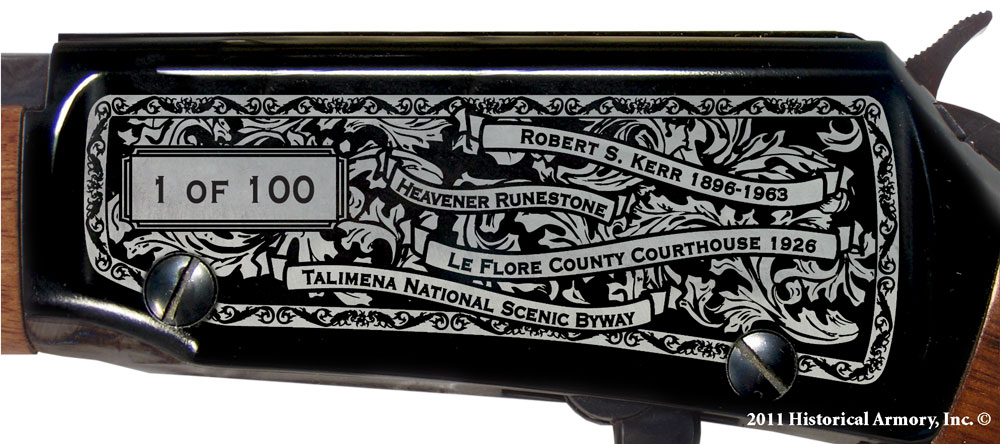 1 OF 100
ROBERT S. KERR 1896-1963
HEAVENER RUNESTONE
LE FLORE COUNTY COURTHOUSE 1926
TALIMENA NATIONAL SCENIC BYWAY
2011 Historical Armory, Inc. ©